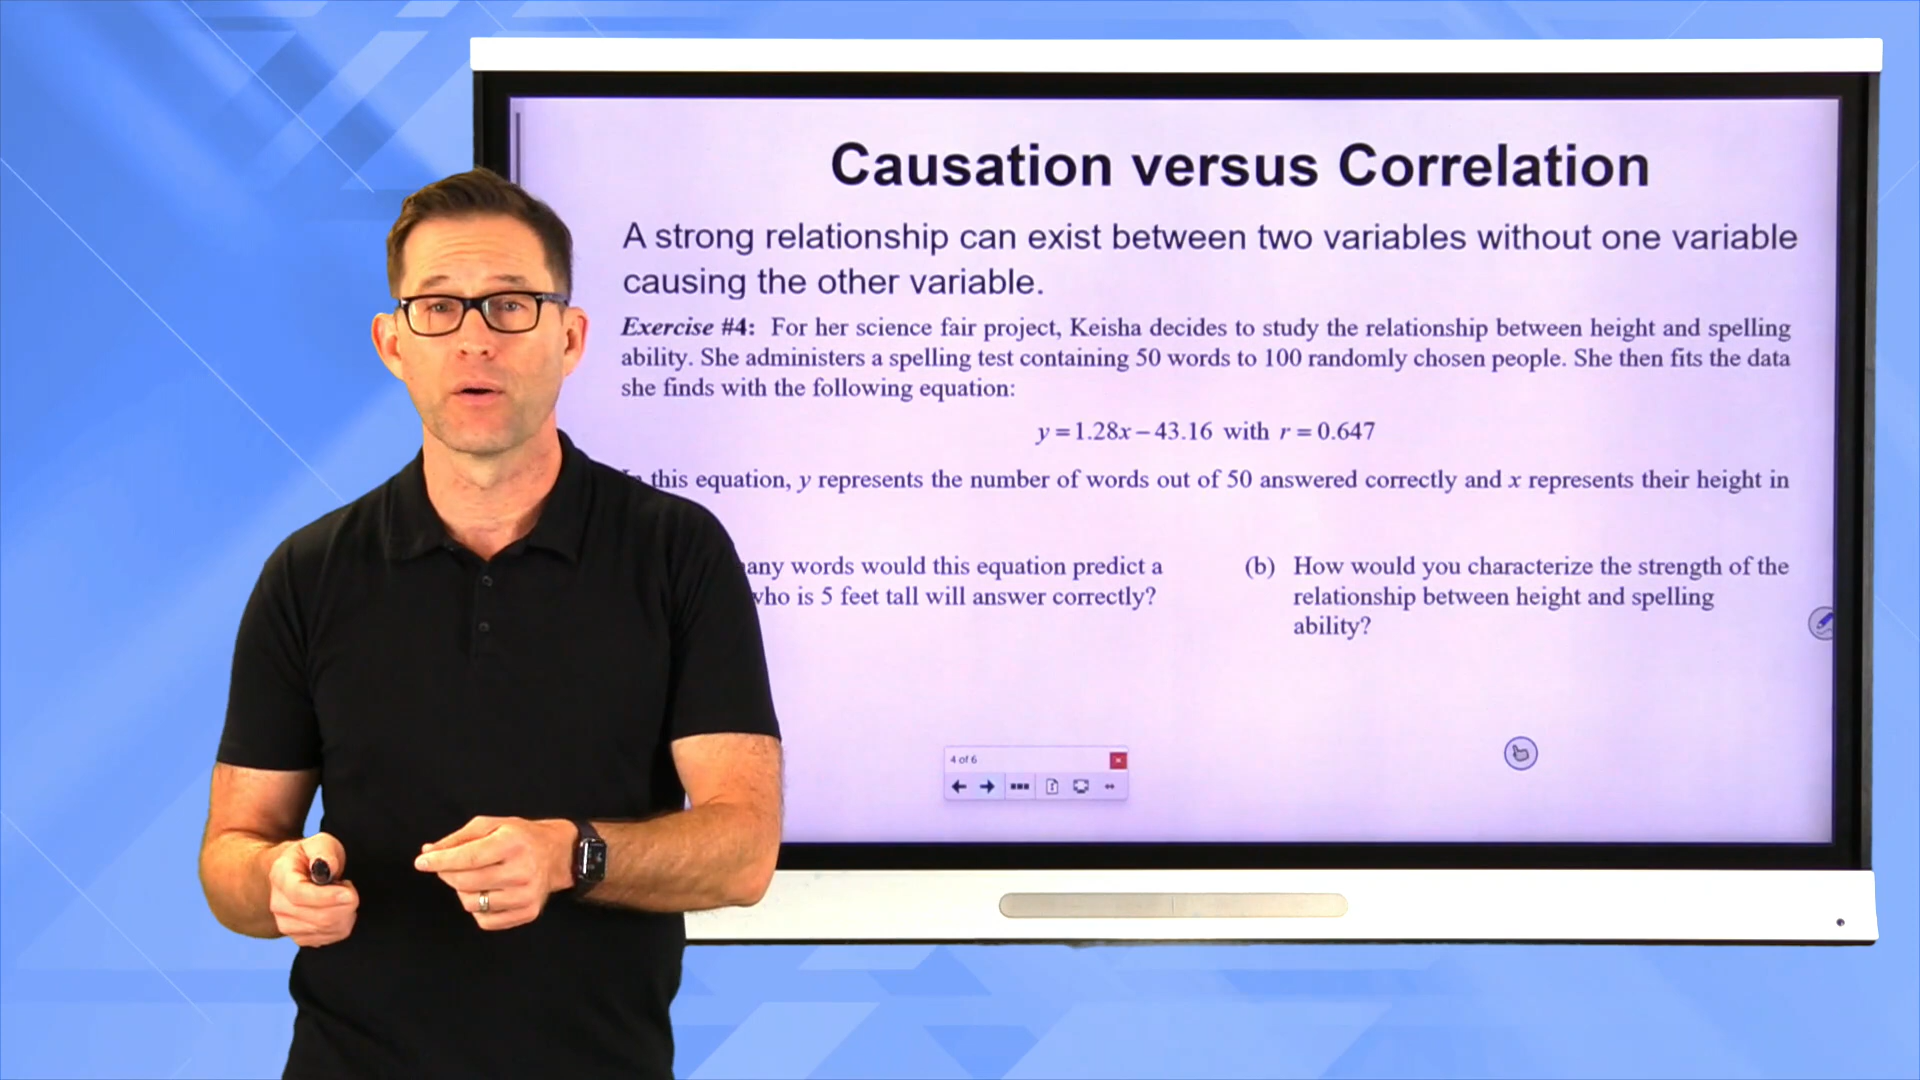 Causation versus Correlation
A strong relationship can exist between two variables without one variable
causing the other variable.
Exercise #4: For her science fair project, Keisha decides to study the relationship between height and spelling
ability. She administers a spelling test containing 50 words to 100 randomly chosen people. She then fits the data
she finds with the following equation:
y = 1.28x – 43.16 with r = 0.647
this equation, y represents the number of words out of 50 answered correctly and x represents their height in
words would this equation predict a
is 5 feet tall will answer correctly?
(b) How would you characterize the strength of the
relationship between height and spelling
ability?
4 of 6